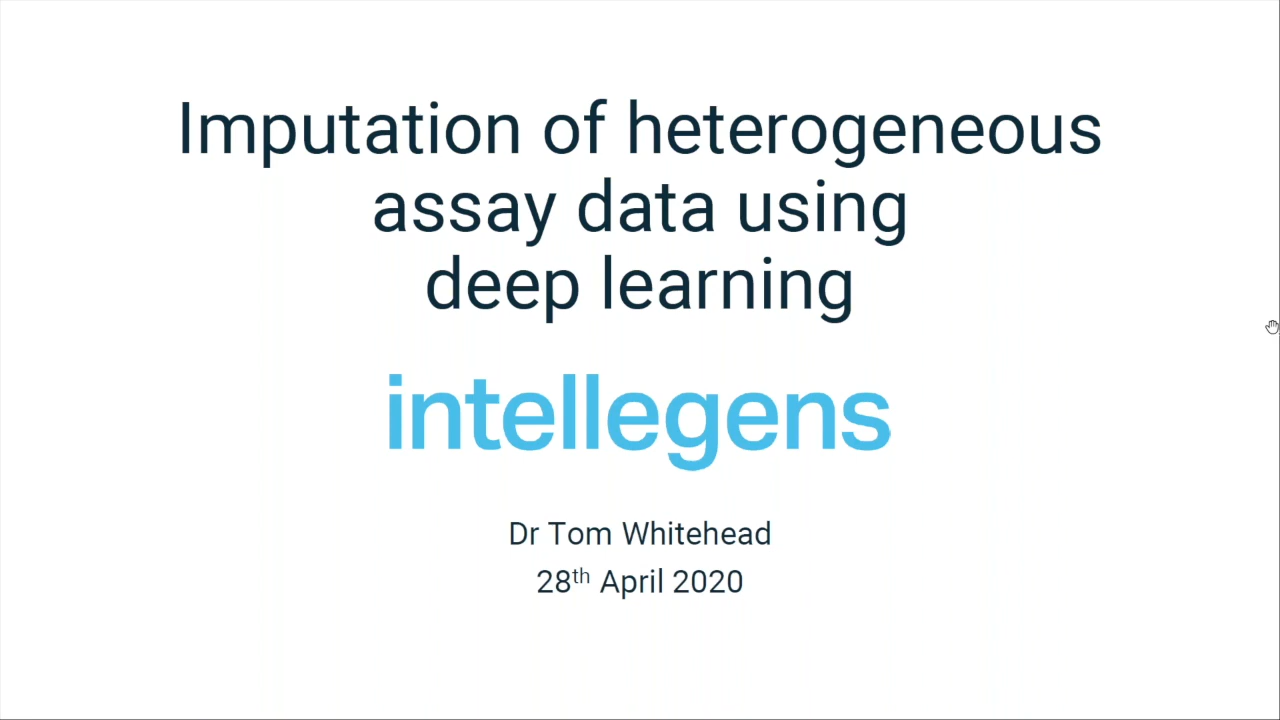 Imputation of heterogeneous
assay data using
deep learning
intellegens
Dr Tom Whitehead
28th April 2020